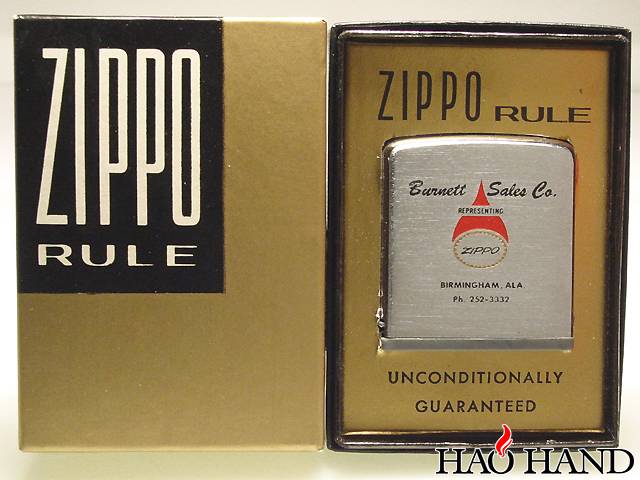 ZIPPO
RULE
ZIPPO RULE
Burnett Sales Co.
REPRESENTING
ZIPPO
BIRMINGHAM, ALA
Ph. 252-3332
UNCONDITIONALLY
GUARANTEED
HAO HAND